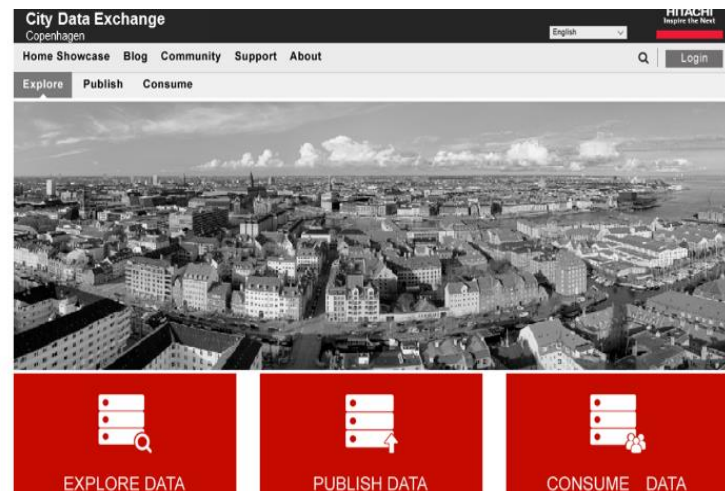 City Data Exchange
Copenhagen
English
HITACHI
Inspire the Next
Home Showcase Blog Community Support About
Login
Explore Publish Consume
EXPLORE DATA
PUBLISH DATA
CONSUME DATA